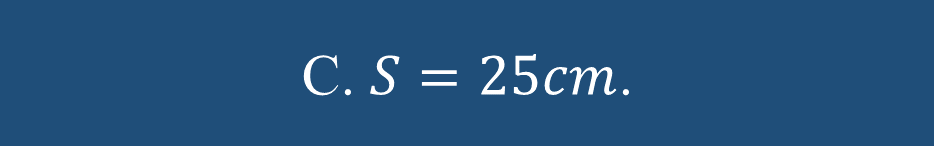 C. S = 25cm.